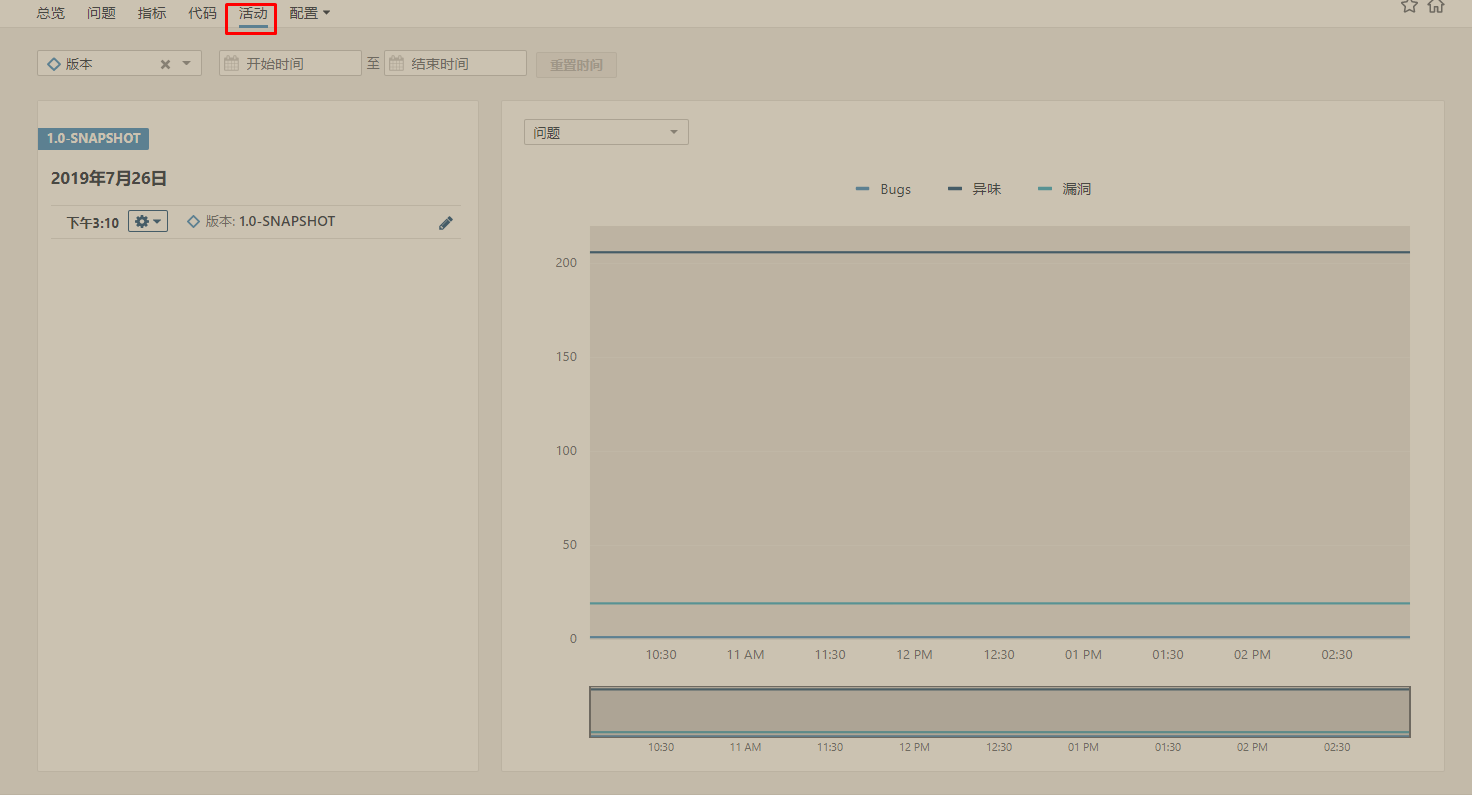 总览 问题 指标 代码 活动 配置
版本 开始时间 至 结束时间 重置时间
1.0-SNAPSHOT
2019年7月26日
下午3:10 版本: 1.0-SNAPSHOT
问题
Bugs 异味 漏洞
200
150
100
50
0
10:30 11 AM 11:30 12 PM 12:30 01 PM 01:30 02 PM 02:30
10:30 11 AM 11:30 12 PM 12:30 01 PM 01:30 02 PM 02:30